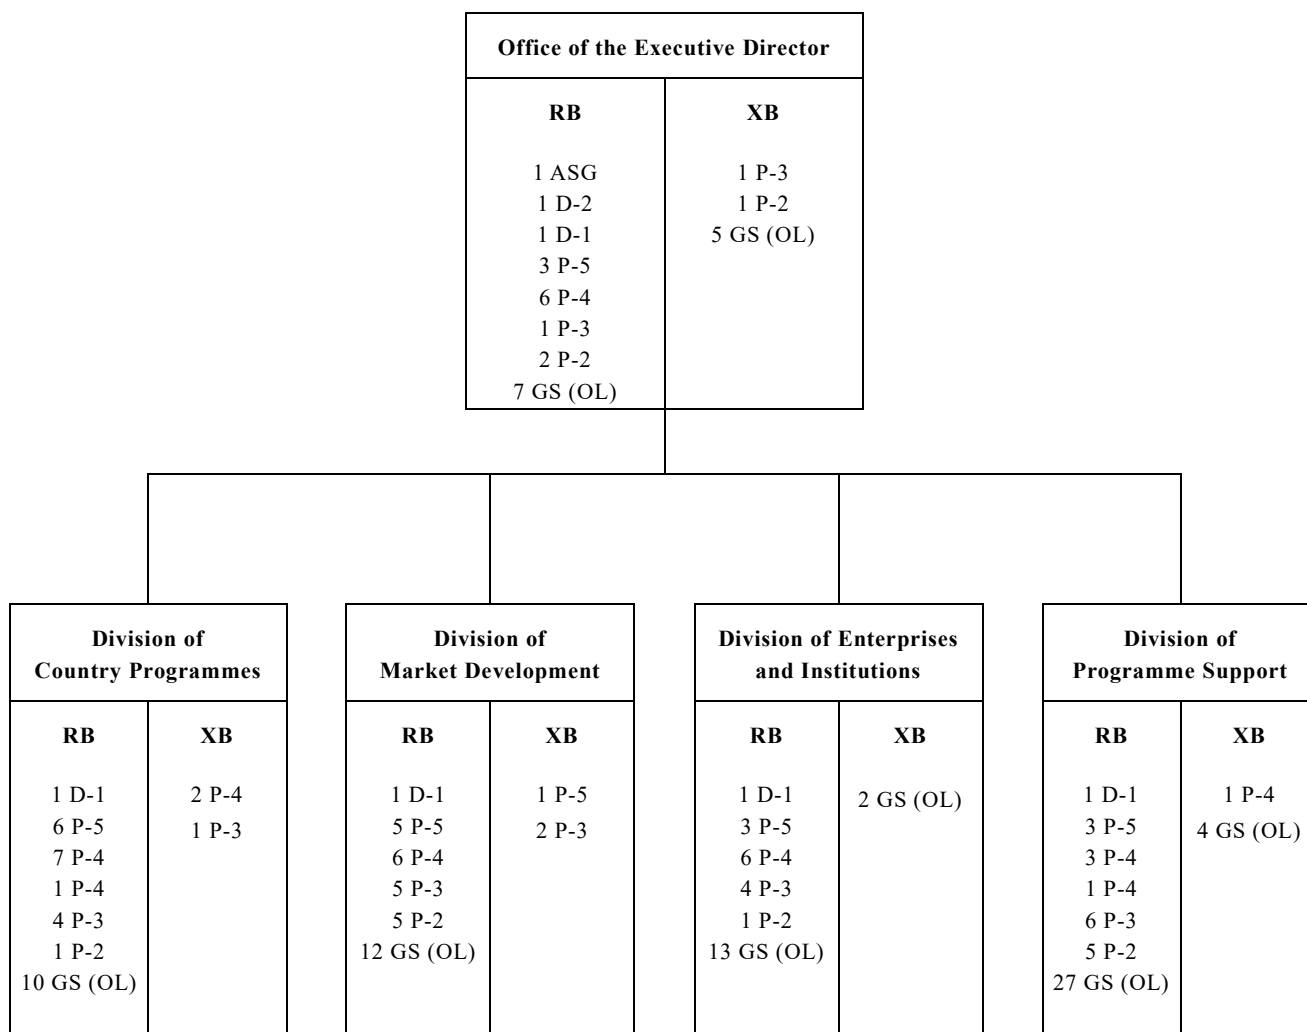 Office of the Executive Director
RB
XB
1 ASG
1 D-2
1 D-1
3 P-5
6 P-4
1 P-3
2 P-2
7 GS (OL)
1 P-3
1 P-2
5 GS (OL)
Division of
Country Programmes
RB
XB
1 D-1
6 P-5
7 P-4
1 P-4
4 P-3
1 P-2
10 GS (OL)
2 P-4
1 P-3
Division of
Market Development
RB
XB
1 D-1
5 P-5
6 P-4
5 P-3
5 P-2
12 GS (OL)
1 P-5
2 P-3
Division of Enterprises
and Institutions
RB
XB
1 D-1
3 P-5
6 P-4
4 P-3
1 P-2
13 GS (OL)
2 GS (OL)
Division of
Programme Support
RB
XB
1 D-1
3 P-5
3 P-4
1 P-4
6 P-3
5 P-2
27 GS (OL)
1 P-4
4 GS (OL)